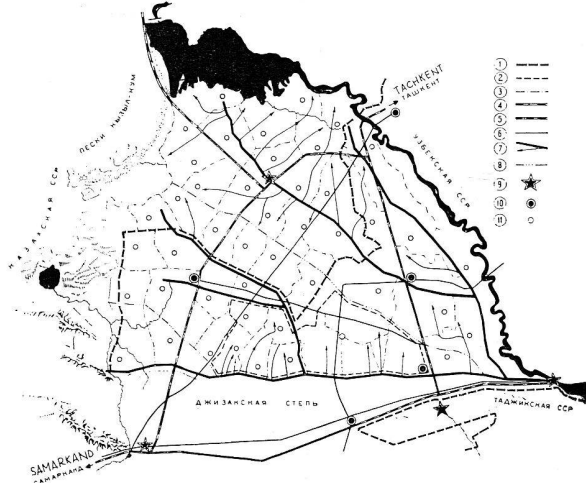 TACHKENT
ТАШКЕНТ
ПЕСКИ КЫЗЫЛ-КУМ
УЗБЕКСКАЯ ССР
КАЗАХСКАЯ ССР
1
2
3
4
5
6
7
8
9
10
11
ДЖИЗАКСКАЯ СТЕПЬ
ТАДЖИКСКАЯ ССР
SAMARKAND
САМАРКАНД